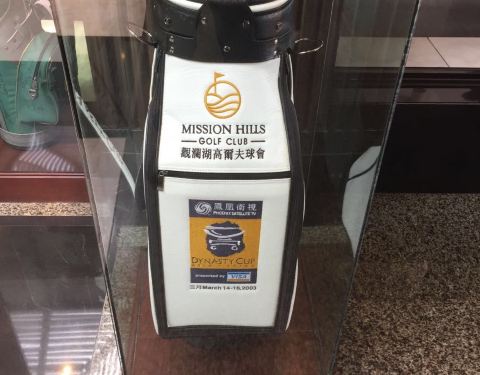 MISSION HILLS
GOLF CLUB
觀瀾湖高爾夫球會
鳳凰衛視
PHOENIX SATELLITE TV
DYNASTY CUP
presented by VISA
三月March 14-16, 2003